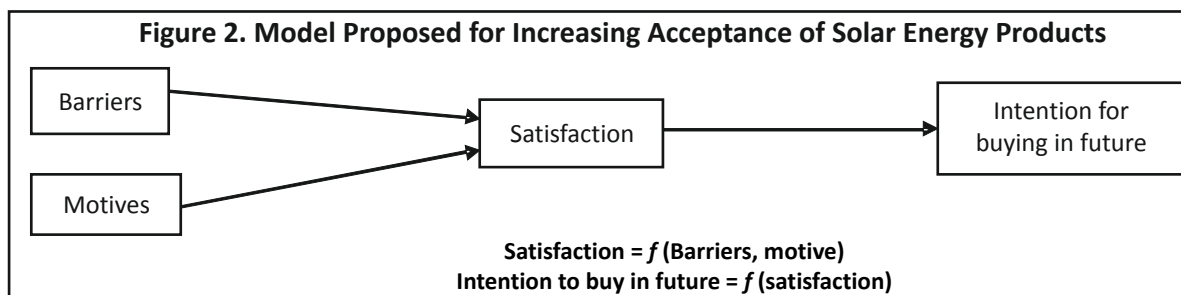 Figure 2. Model Proposed for Increasing Acceptance of Solar Energy Products
Barriers
Motives
Satisfaction
Intention for
buying in future
Satisfaction = f (Barriers, motive)
Intention to buy in future = f (satisfaction)